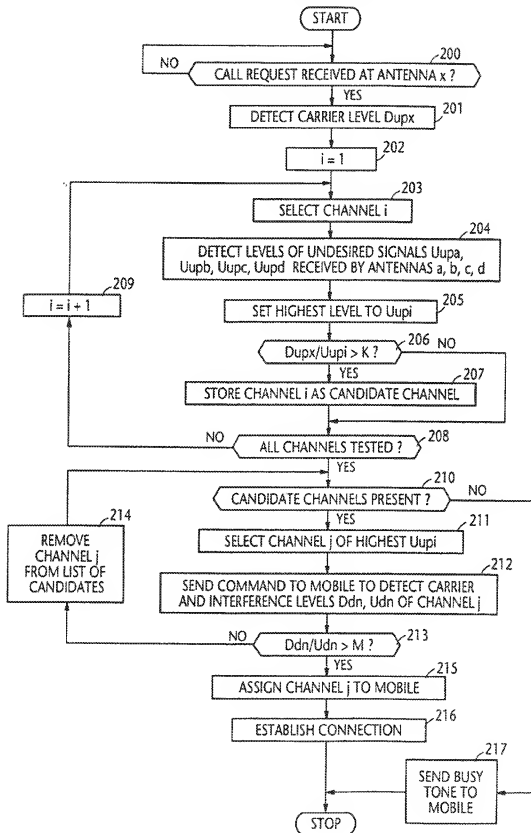 START
200
NO
CALL REQUEST RECEIVED AT ANTENNA x ?
YES
201
DETECT CARRIER LEVEL Dupx
202
i = 1
203
SELECT CHANNEL i
204
DETECT LEVELS OF UNDESIRED SIGNALS Uupa,
Uupb, Uupc, Uupd RECEIVED BY ANTENNAS a, b, c, d
209
i = i + 1
205
SET HIGHEST LEVEL TO Uupi
206
NO
Dupx/Uupi > K ?
YES
207
STORE CHANNEL i AS CANDIDATE CHANNEL
NO
208
ALL CHANNELS TESTED ?
YES
210
CANDIDATE CHANNELS PRESENT ?
NO
YES
214
REMOVE
CHANNEL j
FROM LIST OF
CANDIDATES
211
SELECT CHANNEL j OF HIGHEST Uupi
212
SEND COMMAND TO MOBILE TO DETECT CARRIER
AND INTERFERENCE LEVELS Ddn, Udn OF CHANNEL j
NO
213
Ddn/Udn > M ?
YES
215
ASSIGN CHANNEL j TO MOBILE
216
ESTABLISH CONNECTION
217
SEND BUSY
TONE TO
MOBILE
STOP